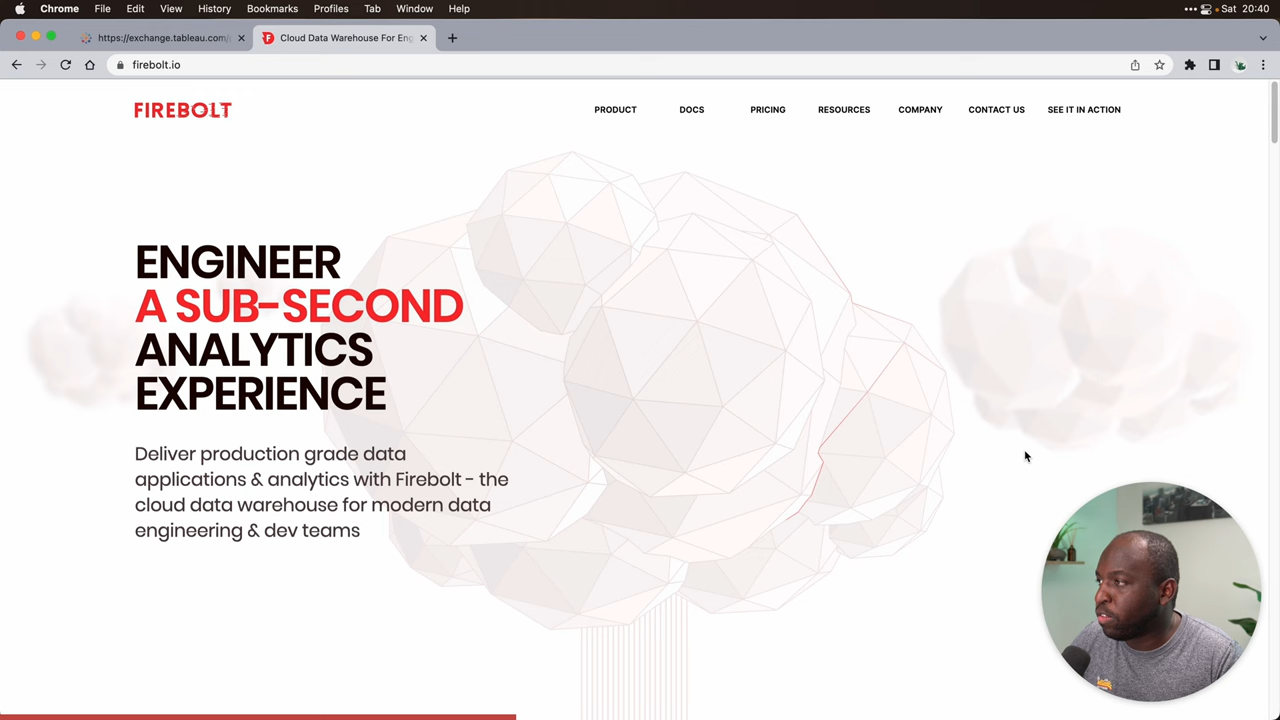 Chrome File Edit View History Bookmarks Profiles Tab Window Help Sat 20:40
https://exchange.tableau.com/ Cloud Data Warehouse For Eng
firebolt.io
FIREBOLT PRODUCT DOCS PRICING RESOURCES COMPANY CONTACT US SEE IT IN ACTION
ENGINEER
A SUB-SECOND
ANALYTICS
EXPERIENCE
Deliver production grade data
applications & analytics with Firebolt - the
cloud data warehouse for modern data
engineering & dev teams